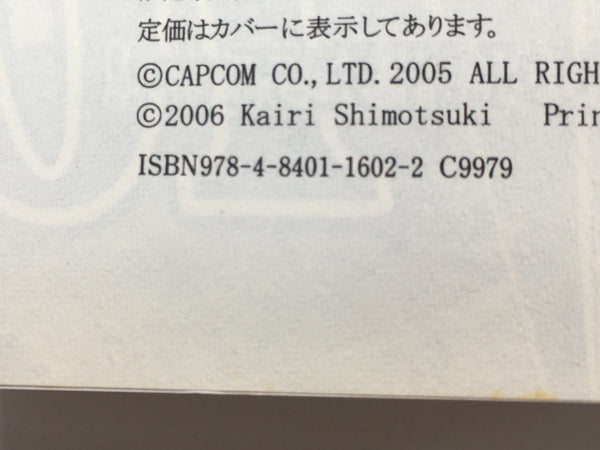 定価はカバーに表示してあります。
©CAPCOM CO.,LTD. 2005 ALL RIGH
©2006 Kairi Shimotsuki Prin
ISBN978-4-8401-1602-2 C9979